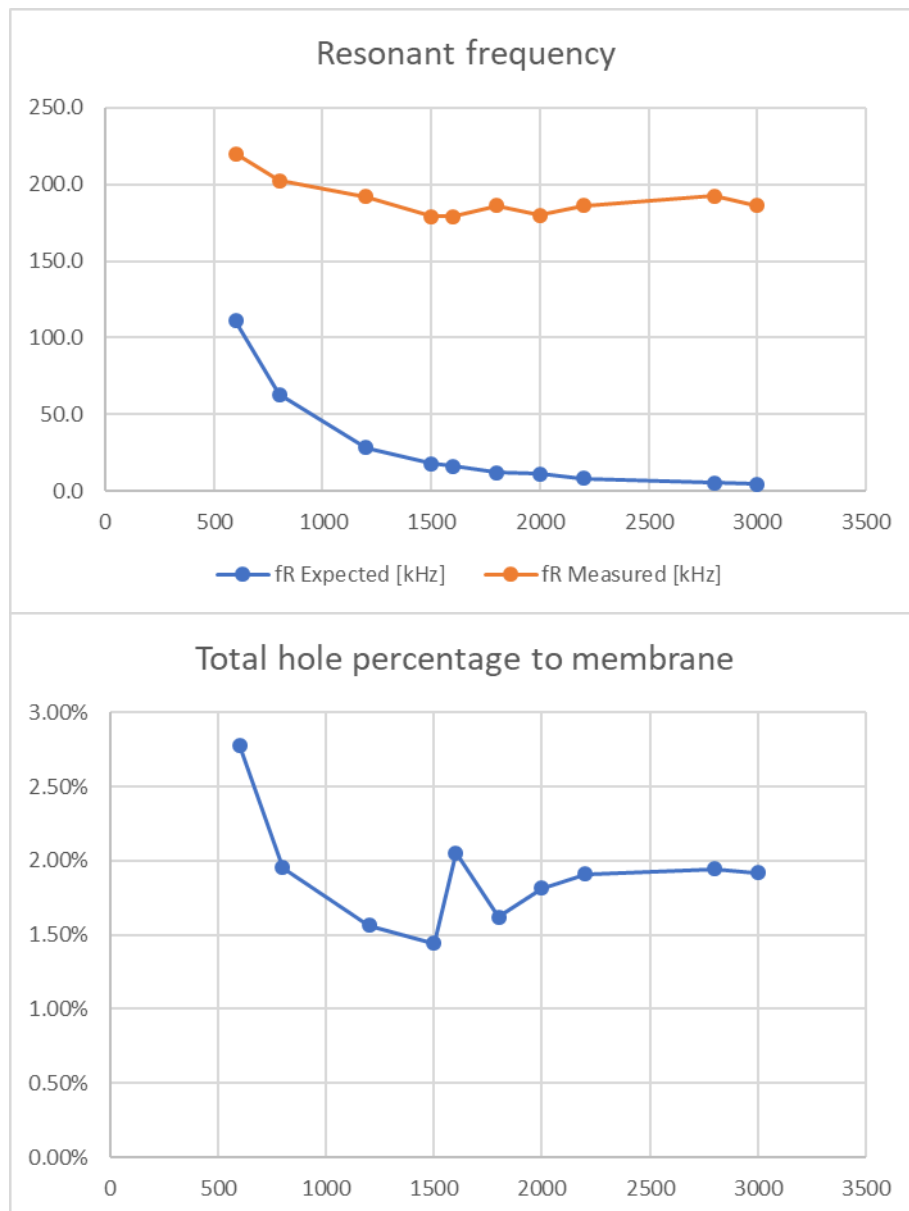 Resonant frequency
250.0
200.0
150.0
100.0
50.0
0.0
0 500 1000 1500 2000 2500 3000 3500
fR Expected [kHz] fR Measured [kHz]
Total hole percentage to membrane
3.00%
2.50%
2.00%
1.50%
1.00%
0.50%
0.00%
0 500 1000 1500 2000 2500 3000 3500